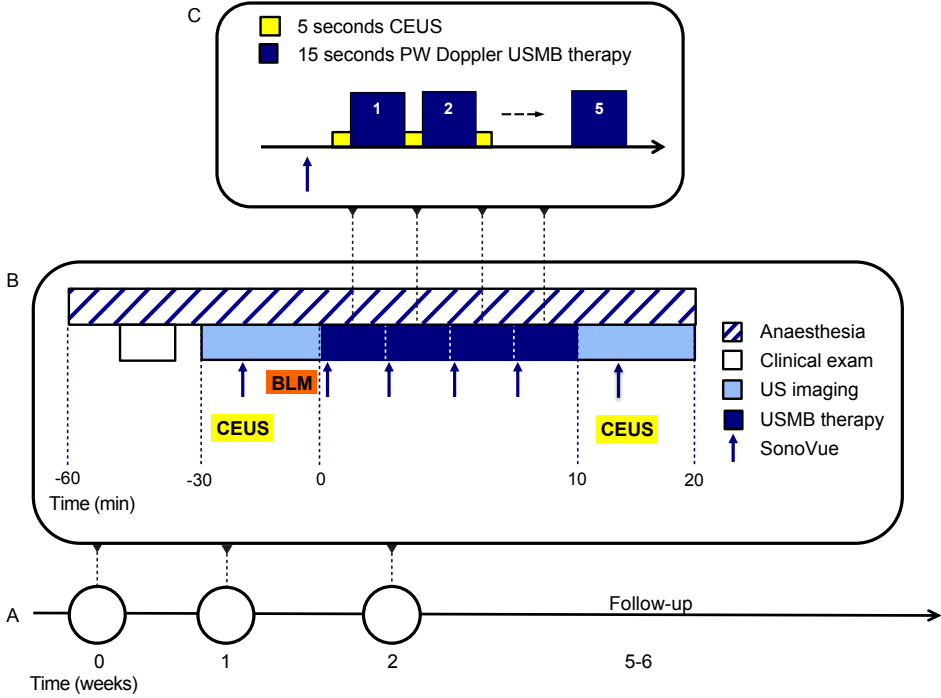 C
5 seconds CEUS
15 seconds PW Doppler USMB therapy
1 2 5
B
Anaesthesia
Clinical exam
US imaging
USMB therapy
SonoVue
BLM
CEUS CEUS
-60 -30 0 10 20
Time (min)
A
Follow-up
0 1 2 5-6
Time (weeks)